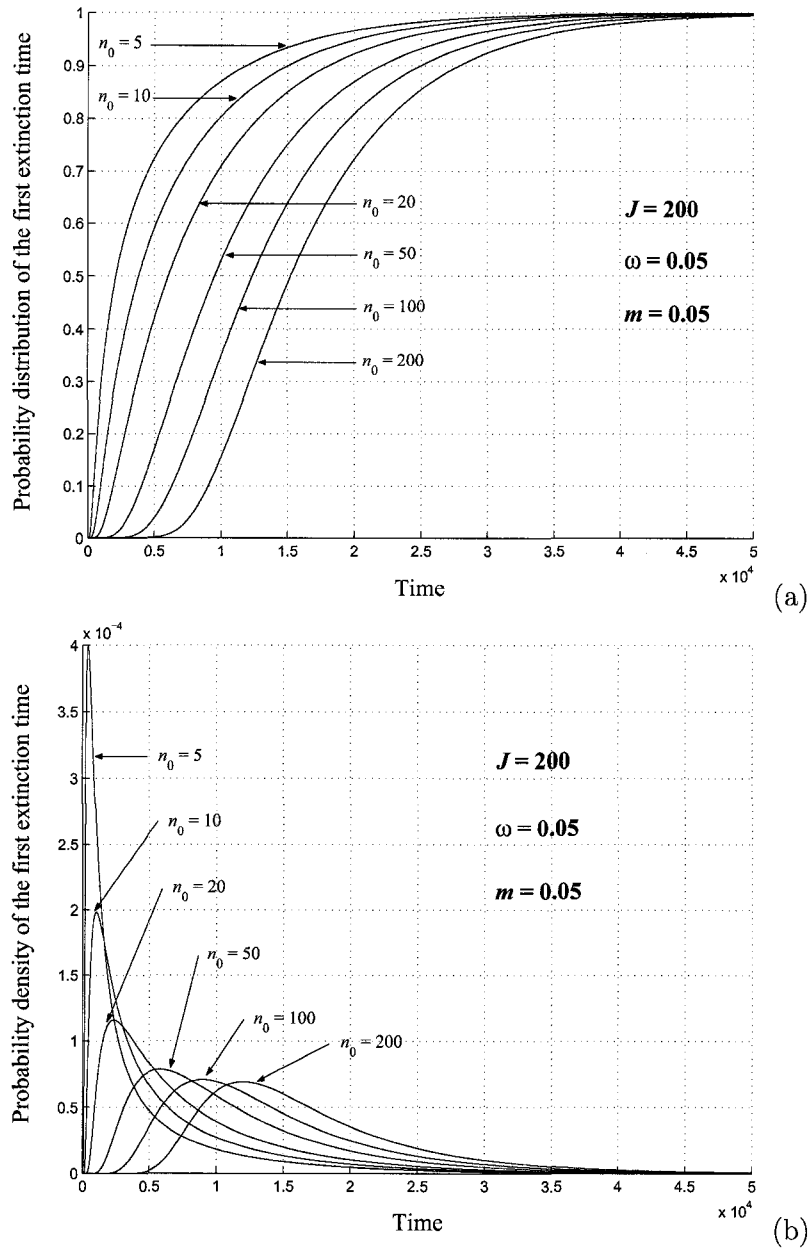 Probability distribution of the first extinction time
1
0.9
0.8
0.7
0.6
0.5
0.4
0.3
0.2
0.1
0
n0 = 5
n0 = 10
n0 = 20
n0 = 50
n0 = 100
n0 = 200
J = 200
ω = 0.05
m = 0.05
0 0.5 1 1.5 2 2.5 3 3.5 4 4.5 5
x 10^4
Time
(a)
Probability density of the first extinction time
x 10^-4
4
3.5
3
2.5
2
1.5
1
0.5
0
n0 = 5
n0 = 10
n0 = 20
n0 = 50
n0 = 100
n0 = 200
J = 200
ω = 0.05
m = 0.05
0 0.5 1 1.5 2 2.5 3 3.5 4 4.5 5
x 10^4
Time
(b)